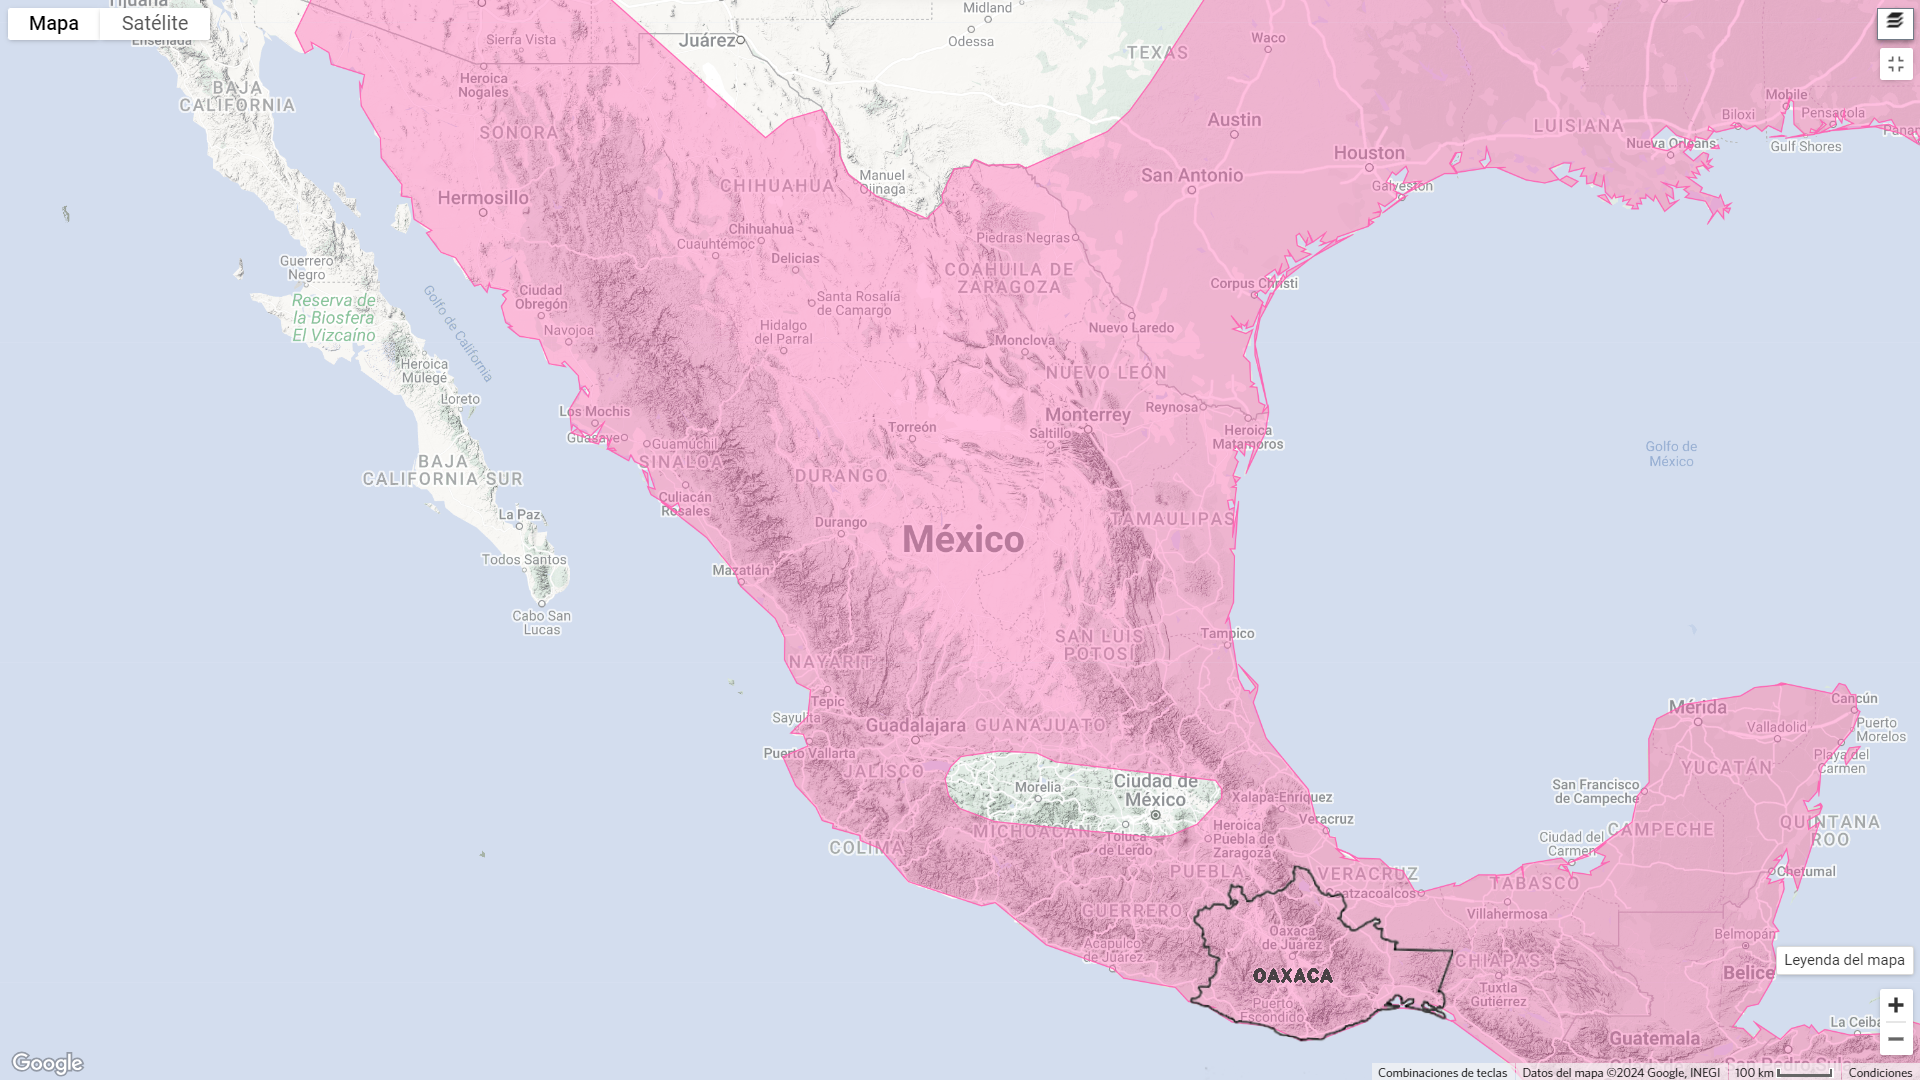 Tijuana
Mapa
Satélite
Ensenada
Juárez
Midland
Odessa
TEXAS
Waco
Sierra Vista
Heroica
Nogales
BAJA
CALIFORNIA
SONORA
Hermosillo
CHIHUAHUA
Manuel
Ojinaga
Austin
San Antonio
Houston
Galveston
LUISIANA
Nueva Orleans
Biloxi
Mobile
Pensacola
Gulf Shores
Chihuahua
Cuauhtémoc
Delicias
Piedras Negras
COAHUILA DE
ZARAGOZA
Corpus Christi
Guerrero
Negro
Reserva de
la Biosfera
El Vizcaíno
Golfo de California
Ciudad
Obregón
Navojoa
Santa Rosalía
de Camargo
Hidalgo
del Parral
Nuevo Laredo
Monclova
NUEVO LEÓN
Heroica
Mulegé
Loreto
Los Mochis
Guasave
Guamúchil
SINALOA
Torreón
Monterrey
Saltillo
Reynosa
Heroica
Matamoros
Golfo de
México
BAJA
CALIFORNIA SUR
Culiacán
Rosales
DURANGO
Durango
México
TAMAULIPAS
La Paz
Todos Santos
Cabo San
Lucas
Mazatlán
SAN LUIS
POTOSÍ
Tampico
NAYARIT
Tepic
Sayulita
Puerto Vallarta
Guadalajara
GUANAJUATO
JALISCO
Morelia
Ciudad de
México
Toluca
de Lerdo
MICHOACÁN
COLIMA
Xalapa-Enríquez
Veracruz
Heroica
Puebla de
Zaragoza
PUEBLA
VERACRUZ
Coatzacoalcos
GUERRERO
Acapulco
de Juárez
Oaxaca
de Juárez
OAXACA
Puerto
Escondido
Mérida
Valladolid
Cancún
Puerto
Morelos
Playa del
Carmen
YUCATÁN
San Francisco
de Campeche
Ciudad del
Carmen
CAMPECHE
QUINTANA
ROO
Chetumal
TABASCO
Villahermosa
CHIAPAS
Tuxtla
Gutiérrez
Belmopán
Belice
Guatemala
La Ceiba
San Pedro Sula
Leyenda del mapa
Google
Combinaciones de teclas
Datos del mapa ©2024 Google, INEGI
100 km
Condiciones